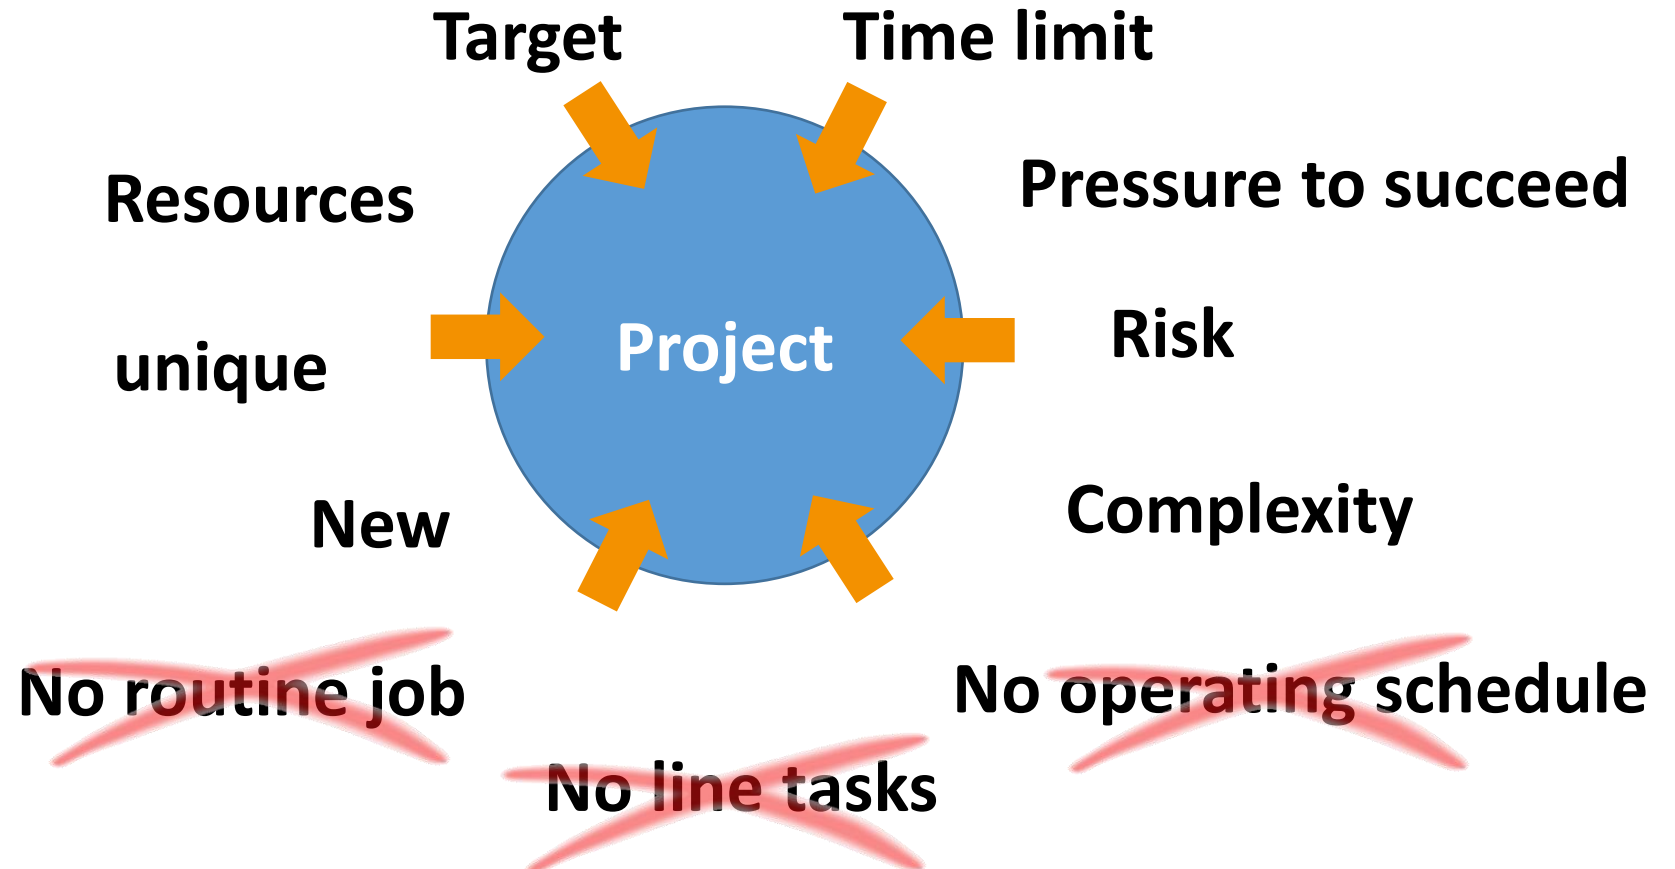 Target
Time limit
Resources
Pressure to succeed
unique
Project
Risk
New
Complexity
No routine job
No operating schedule
No line tasks